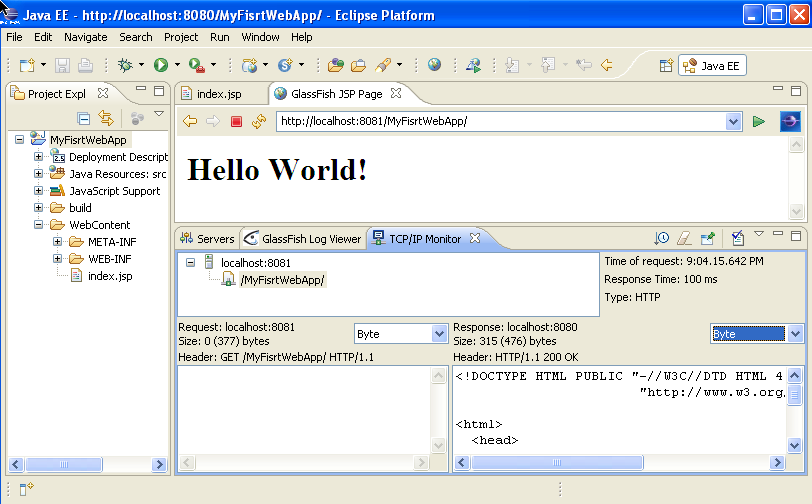 Java EE - http://localhost:8080/MyFisrtWebApp/ - Eclipse Platform
File Edit Navigate Search Project Run Window Help
Java EE
Project Expl
index.jsp
GlassFish JSP Page
http://localhost:8081/MyFisrtWebApp/
MyFisrtWebApp
2.5 Deployment Descript
Java Resources: src
JavaScript Support
build
WebContent
META-INF
WEB-INF
index.jsp
Hello World!
Servers
GlassFish Log Viewer
TCP/IP Monitor
localhost:8081
/MyFisrtWebApp/
Time of request: 9:04.15.642 PM
Response Time: 100 ms
Type: HTTP
Request: localhost:8081
Size: 0 (377) bytes
Byte
Header: GET /MyFisrtWebApp/ HTTP/1.1
Response: localhost:8080
Size: 315 (476) bytes
Byte
Header: HTTP/1.1 200 OK
<!DOCTYPE HTML PUBLIC "-//W3C//DTD HTML 4
"http://www.w3.org
<html>
<head>